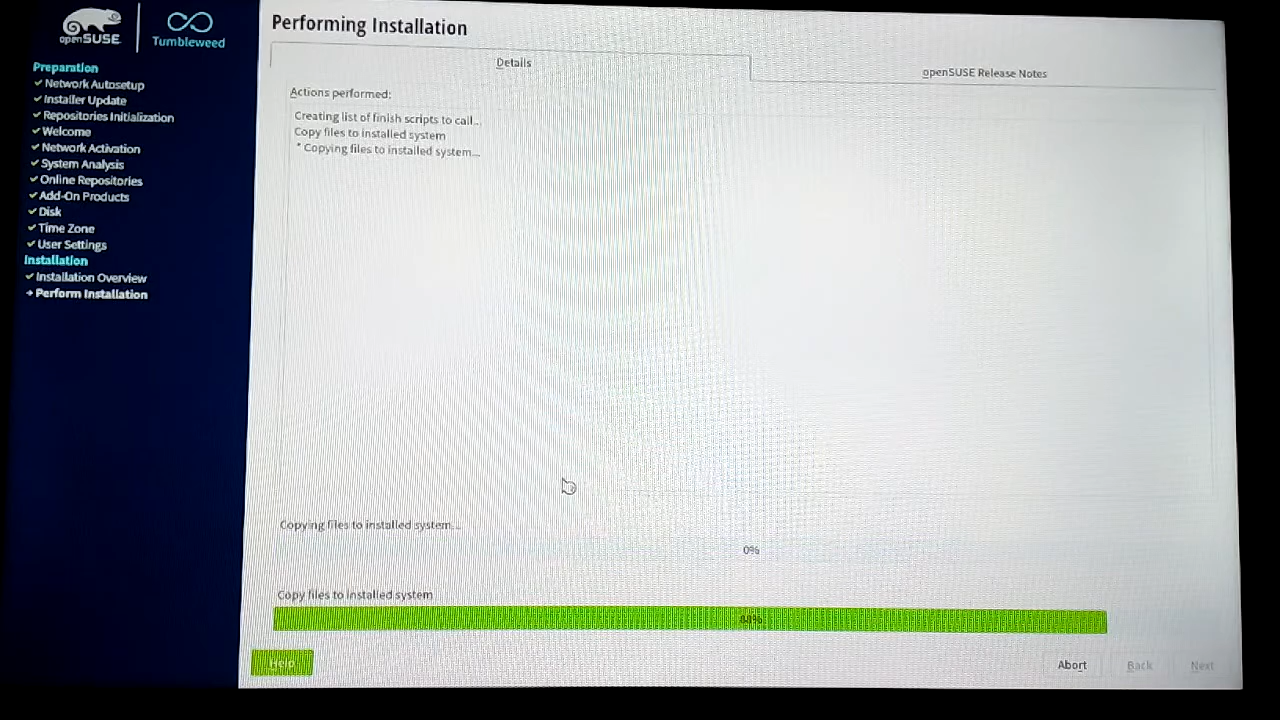 openSUSE
Tumbleweed
Preparation
✓ Network Autosetup
✓ Installer Update
✓ Repositories Initialization
✓ Welcome
✓ Network Activation
✓ System Analysis
✓ Online Repositories
✓ Add-On Products
✓ Disk
✓ Time Zone
✓ User Settings
Installation
✓ Installation Overview
→ Perform Installation
Performing Installation
Details
openSUSE Release Notes
Actions performed:
Creating list of finish scripts to call...
Copy files to installed system
* Copying files to installed system...
Copying files to installed system...
0%
Copy files to installed system
Help
Abort
Back
Next